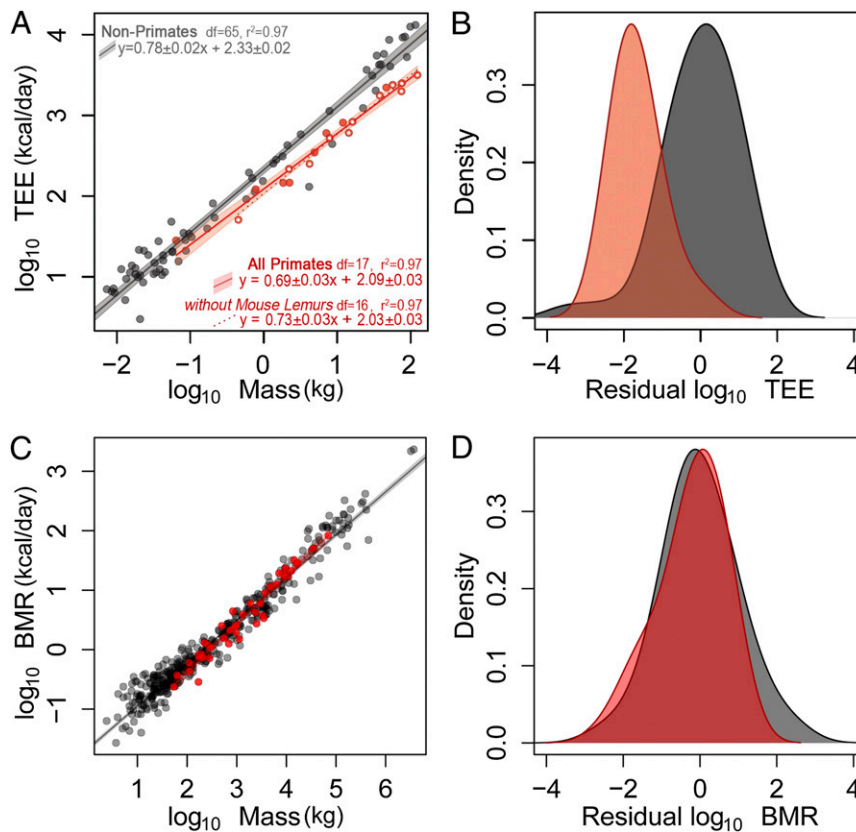 A
Non-Primates df=65, r²=0.97
y=0.78±0.02x + 2.33±0.02
4
3
2
1
log₁₀ TEE (kcal/day)
All Primates df=17, r²=0.97
y = 0.69±0.03x + 2.09±0.03
without Mouse Lemurs df=16, r²=0.97
y = 0.73±0.03x + 2.03±0.03
−2 −1 0 1 2
log₁₀ Mass (kg)
B
0.3
0.2
0.1
0.0
Density
−4 −2 0 2 4
Residual log₁₀ TEE
C
3
2
1
0
−1
log₁₀ BMR (kcal/day)
1 2 3 4 5 6
log₁₀ Mass (kg)
D
0.3
0.2
0.1
0.0
Density
−4 −2 0 2 4
Residual log₁₀ BMR